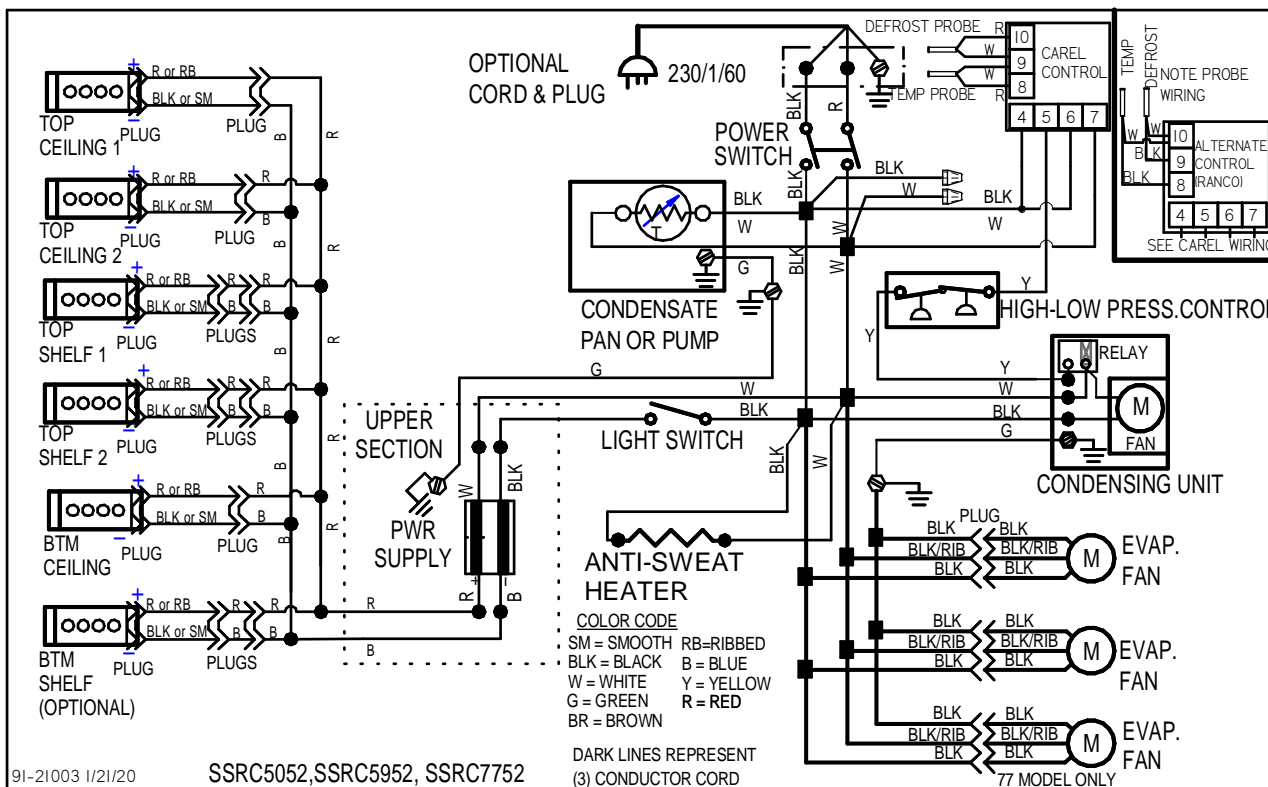 R or RB
BLK or SM
TOP
CEILING 1
PLUG
PLUG
R
B
R or RB
R
BLK or SM
B
TOP
CEILING 2
PLUG
PLUG
B
R
R or RB
R
R
BLK or SM
B
B
TOP
SHELF 1
PLUG
PLUGS
B
R
R or RB
R
R
BLK or SM
B
B
TOP
SHELF 2
PLUG
PLUGS
B
R
R or RB
R
BLK or SM
B
BTM
CEILING
PLUG
PLUG
B
R
R or RB
R
R
BLK or SM
B
B
BTM
SHELF
(OPTIONAL)
PLUG
PLUGS
R
B
OPTIONAL
CORD & PLUG
230/1/60
BLK
R
POWER
SWITCH
BLK
DEFROST PROBE
R
W
TEMP PROBE
W
R
10
9
8
CAREL
CONTROL
4
5
6
7
TEMP
DEFROST
NOTE PROBE
WIRING
W
W
BLK
BLK
10
9
8
ALTERNATE
CONTROL
(RANCO)
4
5
6
7
SEE CAREL WIRING
T
BLK
W
G
CONDENSATE
PAN OR PUMP
BLK
W
W
BLK
W
BLK
W
Y
HIGH-LOW PRESS.CONTROL
Y
G
W
BLK
LIGHT SWITCH
UPPER
SECTION
W
BLK
PWR
SUPPLY
R
+
B
–
BLK
W
ANTI-SWEAT
HEATER
Y
W
BLK
G
RELAY
M
FAN
CONDENSING UNIT
PLUG
BLK
BLK
BLK/RIB
BLK/RIB
BLK
BLK
M
EVAP.
FAN
BLK
BLK
BLK/RIB
BLK/RIB
BLK
BLK
M
EVAP.
FAN
BLK
BLK
BLK/RIB
BLK/RIB
BLK
BLK
M
EVAP.
FAN
77 MODEL ONLY
COLOR CODE
SM = SMOOTH RB=RIBBED
BLK = BLACK B = BLUE
W = WHITE Y = YELLOW
G = GREEN R = RED
BR = BROWN
DARK LINES REPRESENT
(3) CONDUCTOR CORD
91-21003 1/21/20
SSRC5052,SSRC5952, SSRC7752